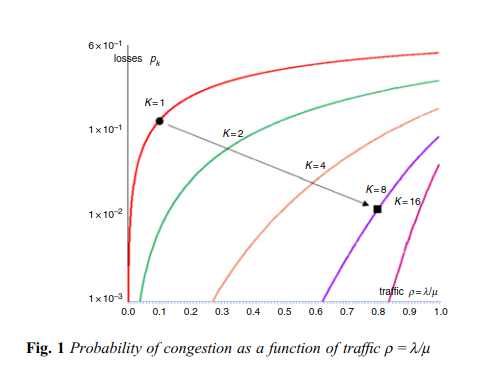 6×10⁻¹
losses pₖ
K=1
1×10⁻¹
K=2
K=4
K=8
K=16
1×10⁻²
traffic ρ=λ/μ
1×10⁻³
0.0 0.1 0.2 0.3 0.4 0.5 0.6 0.7 0.8 0.9 1.0
Fig. 1 Probability of congestion as a function of traffic ρ = λ/μ